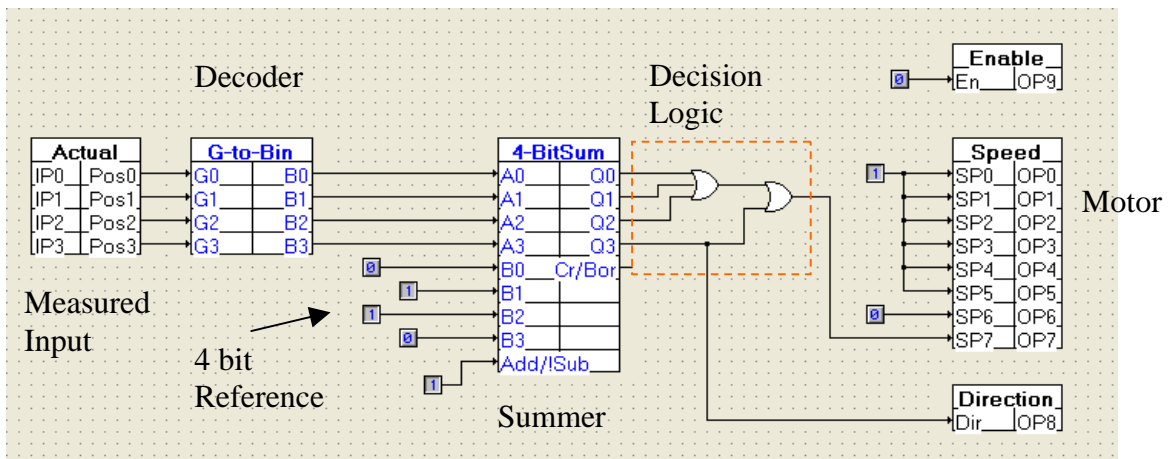 Decoder
Decision
Logic
Enable
0 En OP9
Actual
IP0 Pos0
IP1 Pos1
IP2 Pos2
IP3 Pos3
G-to-Bin
G0 B0
G1 B1
G2 B2
G3 B3
4-BitSum
A0 Q0
A1 Q1
A2 Q2
A3 Q3
0 B0 Cr/Bor
1 B1
1 B2
0 B3
1 Add/!Sub
Speed
1 SP0 OP0
SP1 OP1
SP2 OP2
SP3 OP3
SP4 OP4
SP5 OP5
0 SP6 OP6
SP7 OP7
Motor
Measured
Input
4 bit
Reference
Summer
Direction
Dir OP8